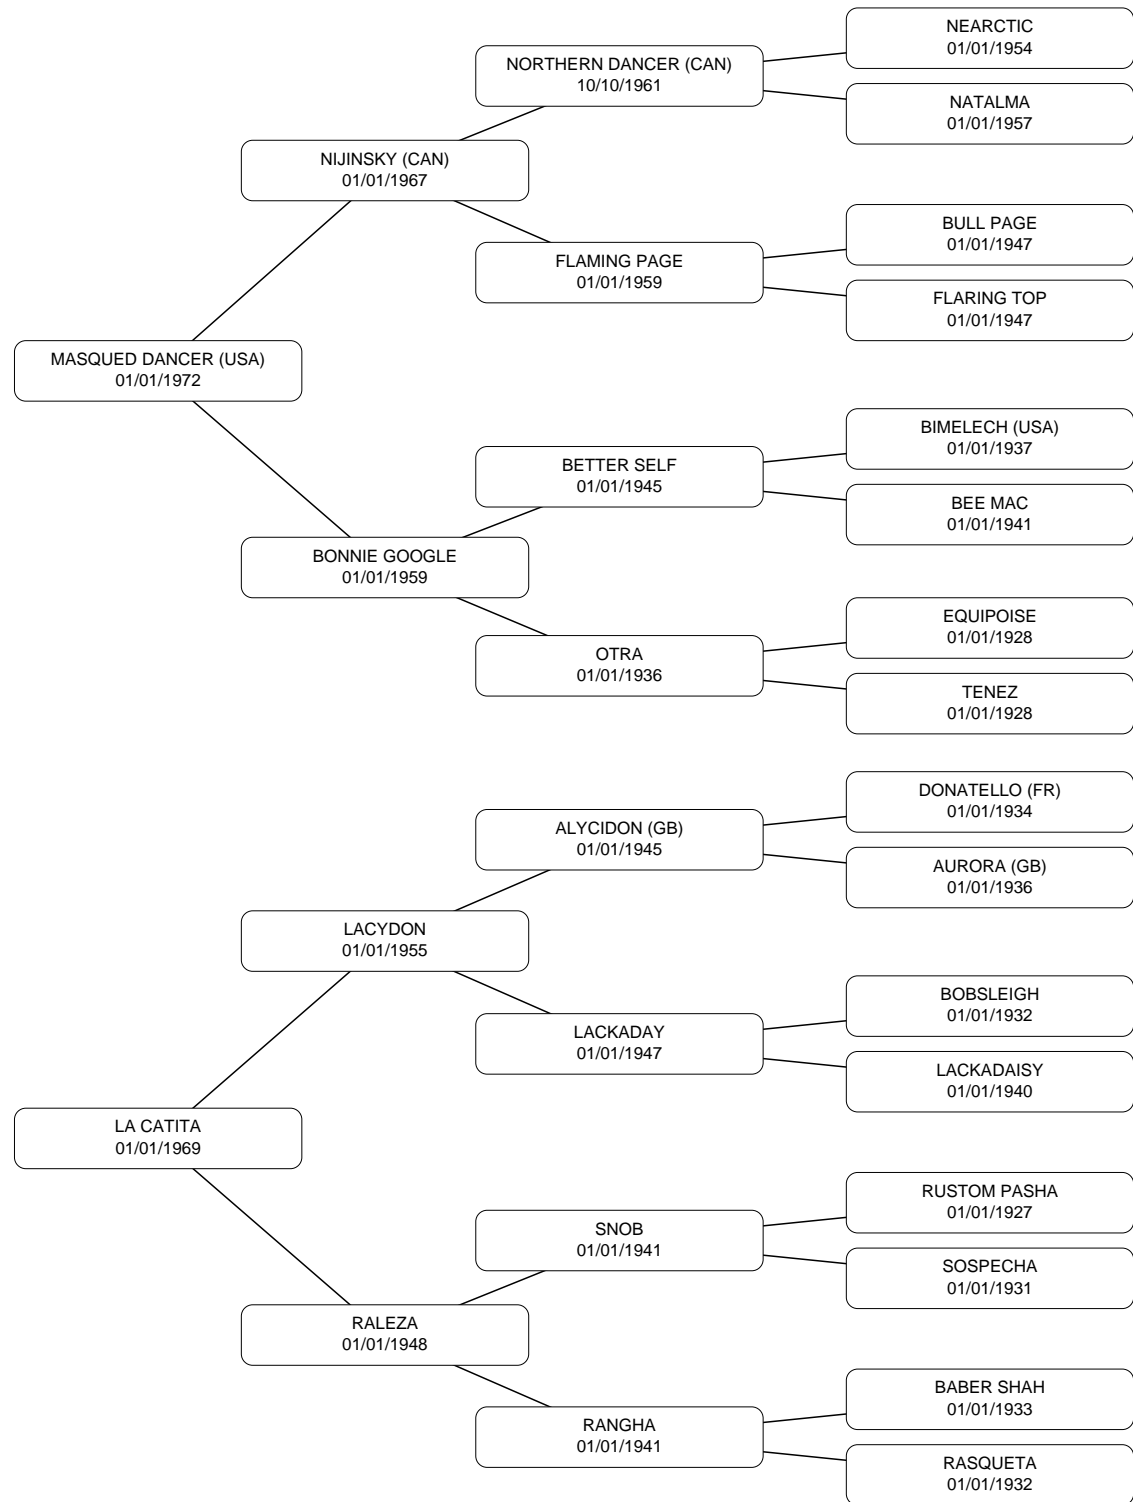 NEARCTIC
01/01/1954
NORTHERN DANCER (CAN)
10/10/1961
NATALMA
01/01/1957
NIJINSKY (CAN)
01/01/1967
BULL PAGE
01/01/1947
FLAMING PAGE
01/01/1959
FLARING TOP
01/01/1947
MASQUED DANCER (USA)
01/01/1972
BIMELECH (USA)
01/01/1937
BETTER SELF
01/01/1945
BEE MAC
01/01/1941
BONNIE GOOGLE
01/01/1959
EQUIPOISE
01/01/1928
OTRA
01/01/1936
TENEZ
01/01/1928
DONATELLO (FR)
01/01/1934
ALYCIDON (GB)
01/01/1945
AURORA (GB)
01/01/1936
LACYDON
01/01/1955
BOBSLEIGH
01/01/1932
LACKADAY
01/01/1947
LACKADAISY
01/01/1940
LA CATITA
01/01/1969
RUSTOM PASHA
01/01/1927
SNOB
01/01/1941
SOSPECHA
01/01/1931
RALEZA
01/01/1948
BABER SHAH
01/01/1933
RANGHA
01/01/1941
RASQUETA
01/01/1932